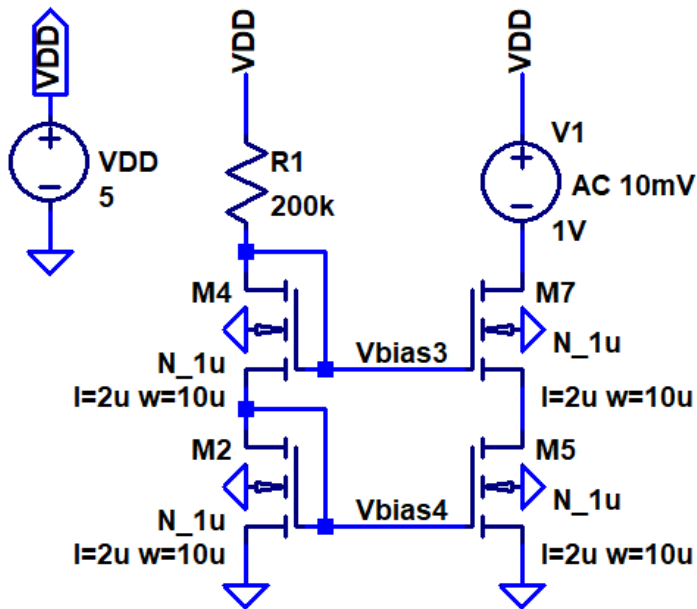 VDD
VDD
5
VDD
R1
200k
VDD
V1
AC 10mV
1V
M4
N_1u
l=2u w=10u
Vbias3
M7
N_1u
l=2u w=10u
M2
N_1u
l=2u w=10u
Vbias4
M5
N_1u
l=2u w=10u